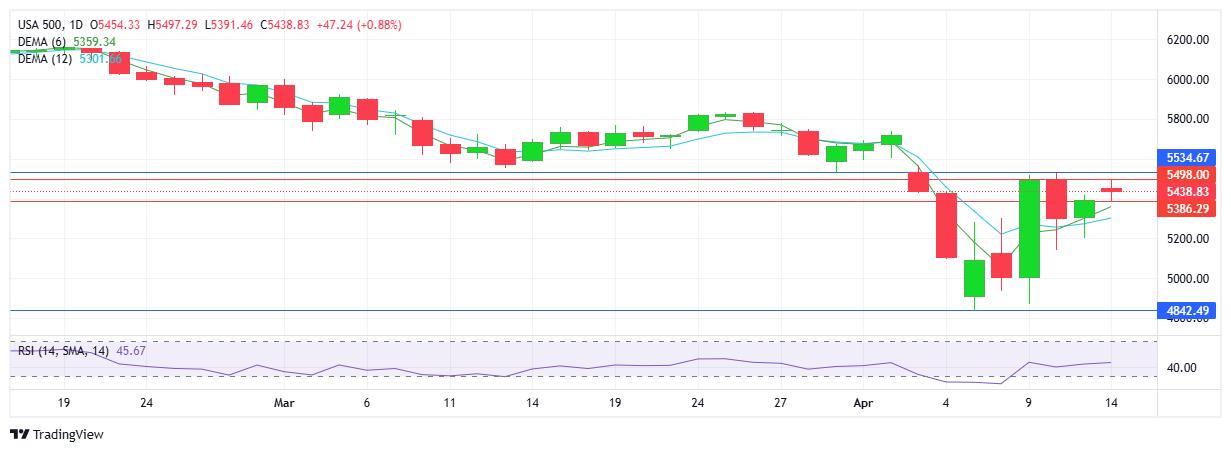 USA 500, 1D O5454.33 H5497.29 L5391.46 C5438.83 +47.24 (+0.88%)
DEMA (6) 5359.34
DEMA (12) 5301.66
6200.00
6000.00
5800.00
5534.67
5498.00
5438.83
5386.29
5200.00
5000.00
4842.49
4800.00
RSI (14, SMA, 14) 45.67
40.00
19 24 Mar 6 11 14 19 24 27 Apr 4 9 14
TradingView